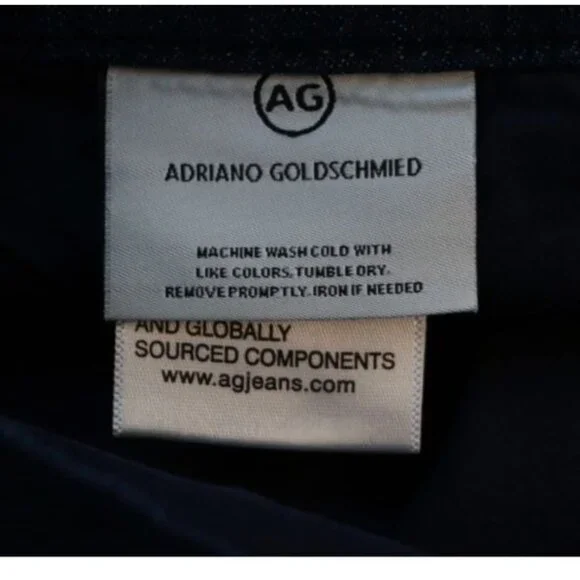 AG
ADRIANO GOLDSCHMIED
MACHINE WASH COLD WITH
LIKE COLORS. TUMBLE DRY.
REMOVE PROMPTLY. IRON IF NEEDED
AND GLOBALLY
SOURCED COMPONENTS
www.agjeans.com